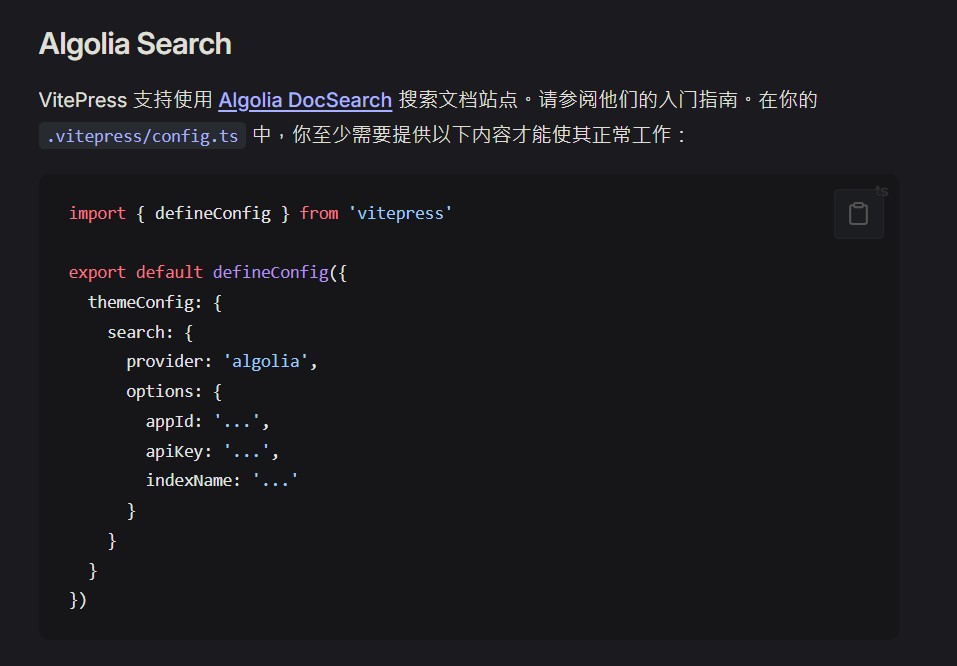 Algolia Search
VitePress 支持使用 Algolia DocSearch 搜索文档站点。请参阅他们的入门指南。在你的
.vitepress/config.ts 中，你至少需要提供以下内容才能使其正常工作：
ts
import { defineConfig } from 'vitepress'
export default defineConfig({
  themeConfig: {
    search: {
      provider: 'algolia',
      options: {
        appId: '...',
        apiKey: '...',
        indexName: '...'
      }
    }
  }
})